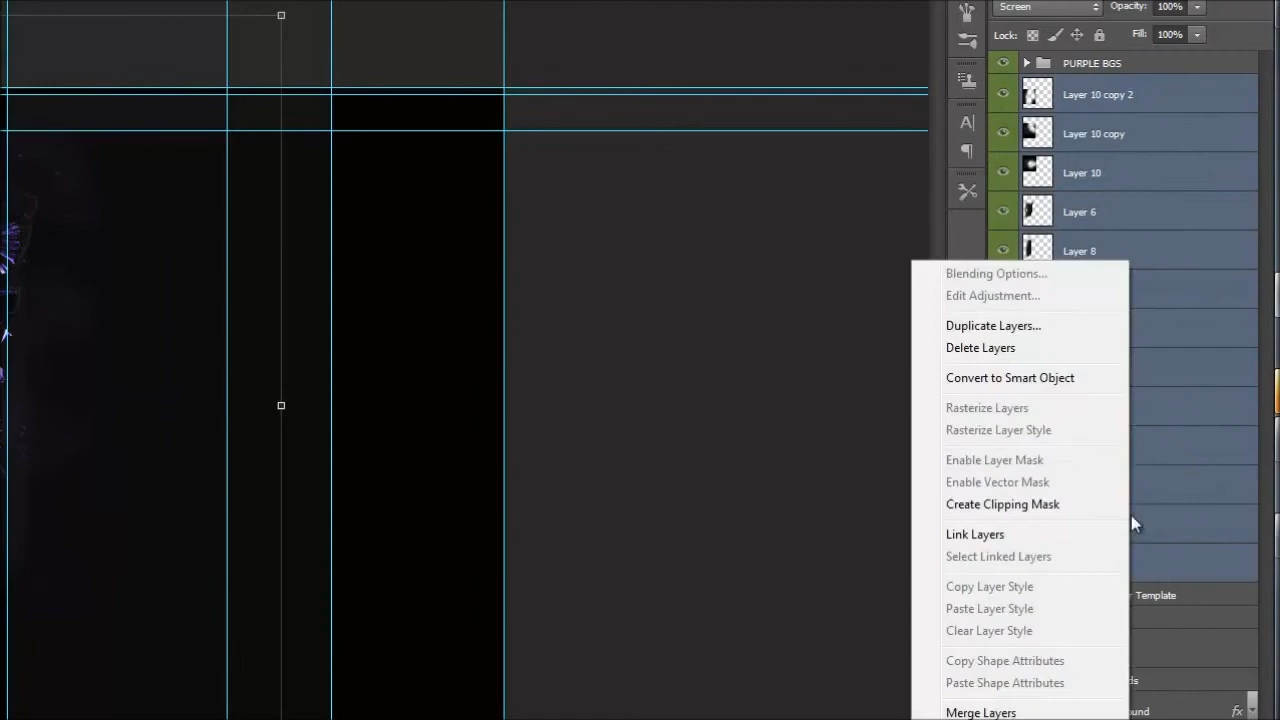 Screen
Opacity: 100%
Lock:
Fill: 100%
PURPLE BGS
Layer 10 copy 2
Layer 10 copy
Layer 10
Layer 6
Layer 8
Blending Options...
Edit Adjustment...
Duplicate Layers...
Delete Layers
Convert to Smart Object
Rasterize Layers
Rasterize Layer Style
Enable Layer Mask
Enable Vector Mask
Create Clipping Mask
Link Layers
Select Linked Layers
Copy Layer Style
Paste Layer Style
Clear Layer Style
Copy Shape Attributes
Paste Shape Attributes
Merge Layers
r Template
ds
ound
fx